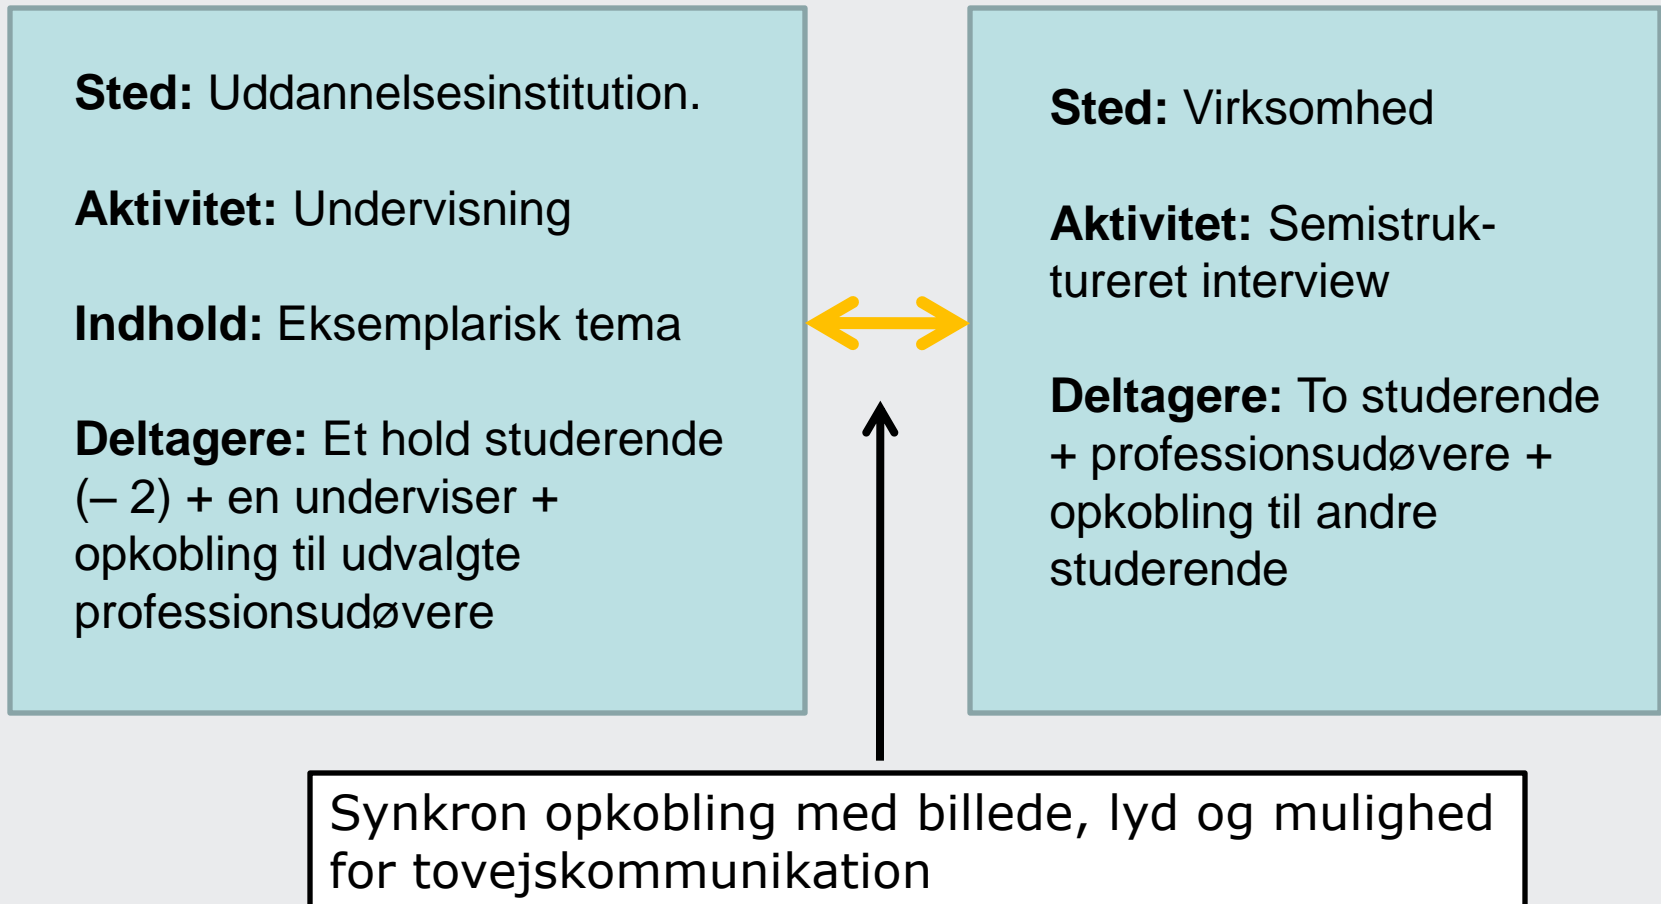 Sted: Uddannelsesinstitution.
Aktivitet: Undervisning
Indhold: Eksemplarisk tema
Deltagere: Et hold studerende
(– 2) + en underviser +
opkobling til udvalgte
professionsudøvere
Sted: Virksomhed
Aktivitet: Semistruk-
tureret interview
Deltagere: To studerende
+ professionsudøvere +
opkobling til andre
studerende
Synkron opkobling med billede, lyd og mulighed
for tovejskommunikation